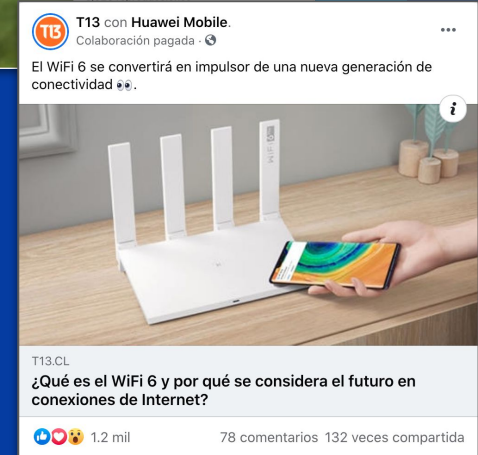 T13
T13 con Huawei Mobile.
Colaboración pagada ·
El WiFi 6 se convertirá en impulsor de una nueva generación de
conectividad 👀.
i
T13.CL
¿Qué es el WiFi 6 y por qué se considera el futuro en
conexiones de Internet?
1.2 mil
78 comentarios 132 veces compartida